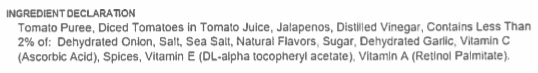 INGREDIENT DECLARATION
Tomato Puree, Diced Tomatoes in Tomato Juice, Jalapenos, Distilled Vinegar, Contains Less Than
2% of: Dehydrated Onion, Salt, Sea Salt, Natural Flavors, Sugar, Dehydrated Garlic, Vitamin C
(Ascorbic Acid), Spices, Vitamin E (DL-alpha tocopheryl acetate), Vitamin A (Retinol Palmitate).